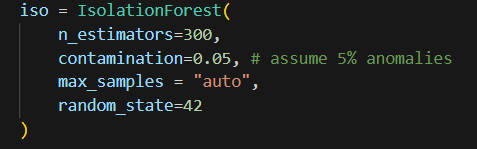 iso = IsolationForest(
    n_estimators=300,
    contamination=0.05, # assume 5% anomalies
    max_samples = "auto",
    random_state=42
)